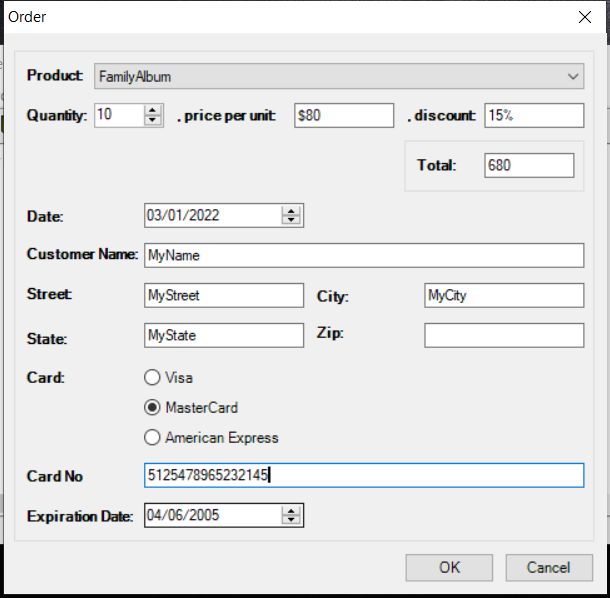 Order
Product: FamilyAlbum
Quantity: 10 . price per unit: $80 . discount: 15%
Total: 680
Date: 03/01/2022
Customer Name: MyName
Street: MyStreet City: MyCity
State: MyState Zip:
Card: Visa
MasterCard
American Express
Card No 5125478965232145
Expiration Date: 04/06/2005
OK Cancel